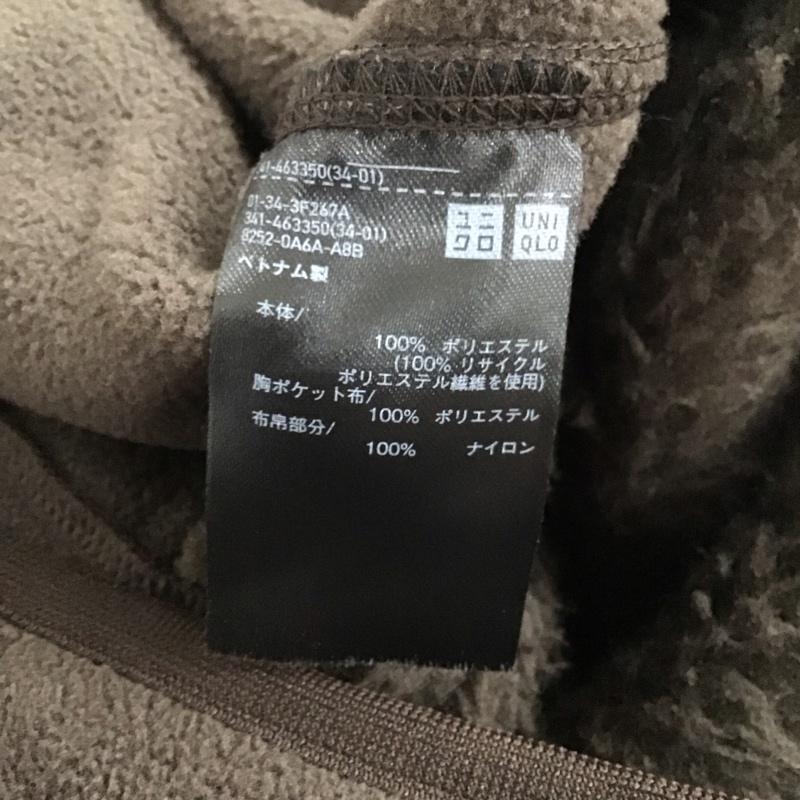 341-463350(34-01)
01-34-3F267A
341-463350(34-01)
8252-0A6A-A8B
ユニ
クロ
UNI
QLO
ベトナム製
本体/
100% ポリエステル
(100% リサイクル
ポリエステル繊維を使用)
胸ポケット布/
100% ポリエステル
布帛部分/
100% ナイロン